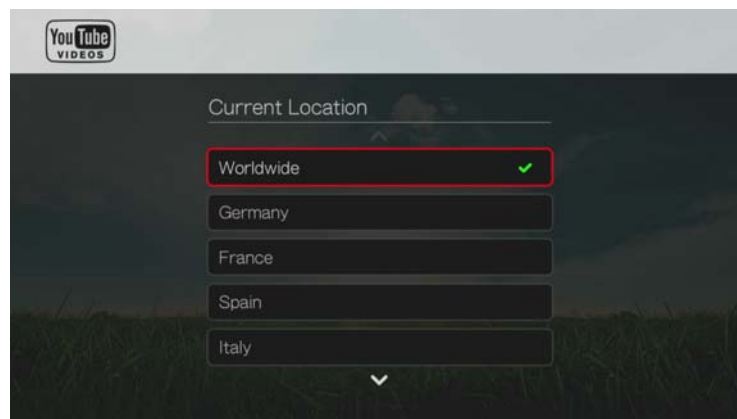 You Tube
VIDEOS
Current Location
Worldwide
Germany
France
Spain
Italy